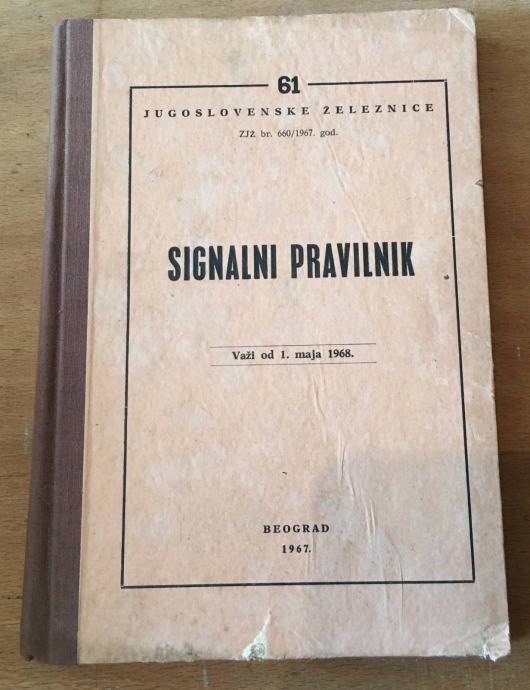 61
JUGOSLOVENSKE ŽELEZNICE
ZJŽ br. 660/1967. god.
SIGNALNI PRAVILNIK
Važi od 1. maja 1968.
BEOGRAD
1967.